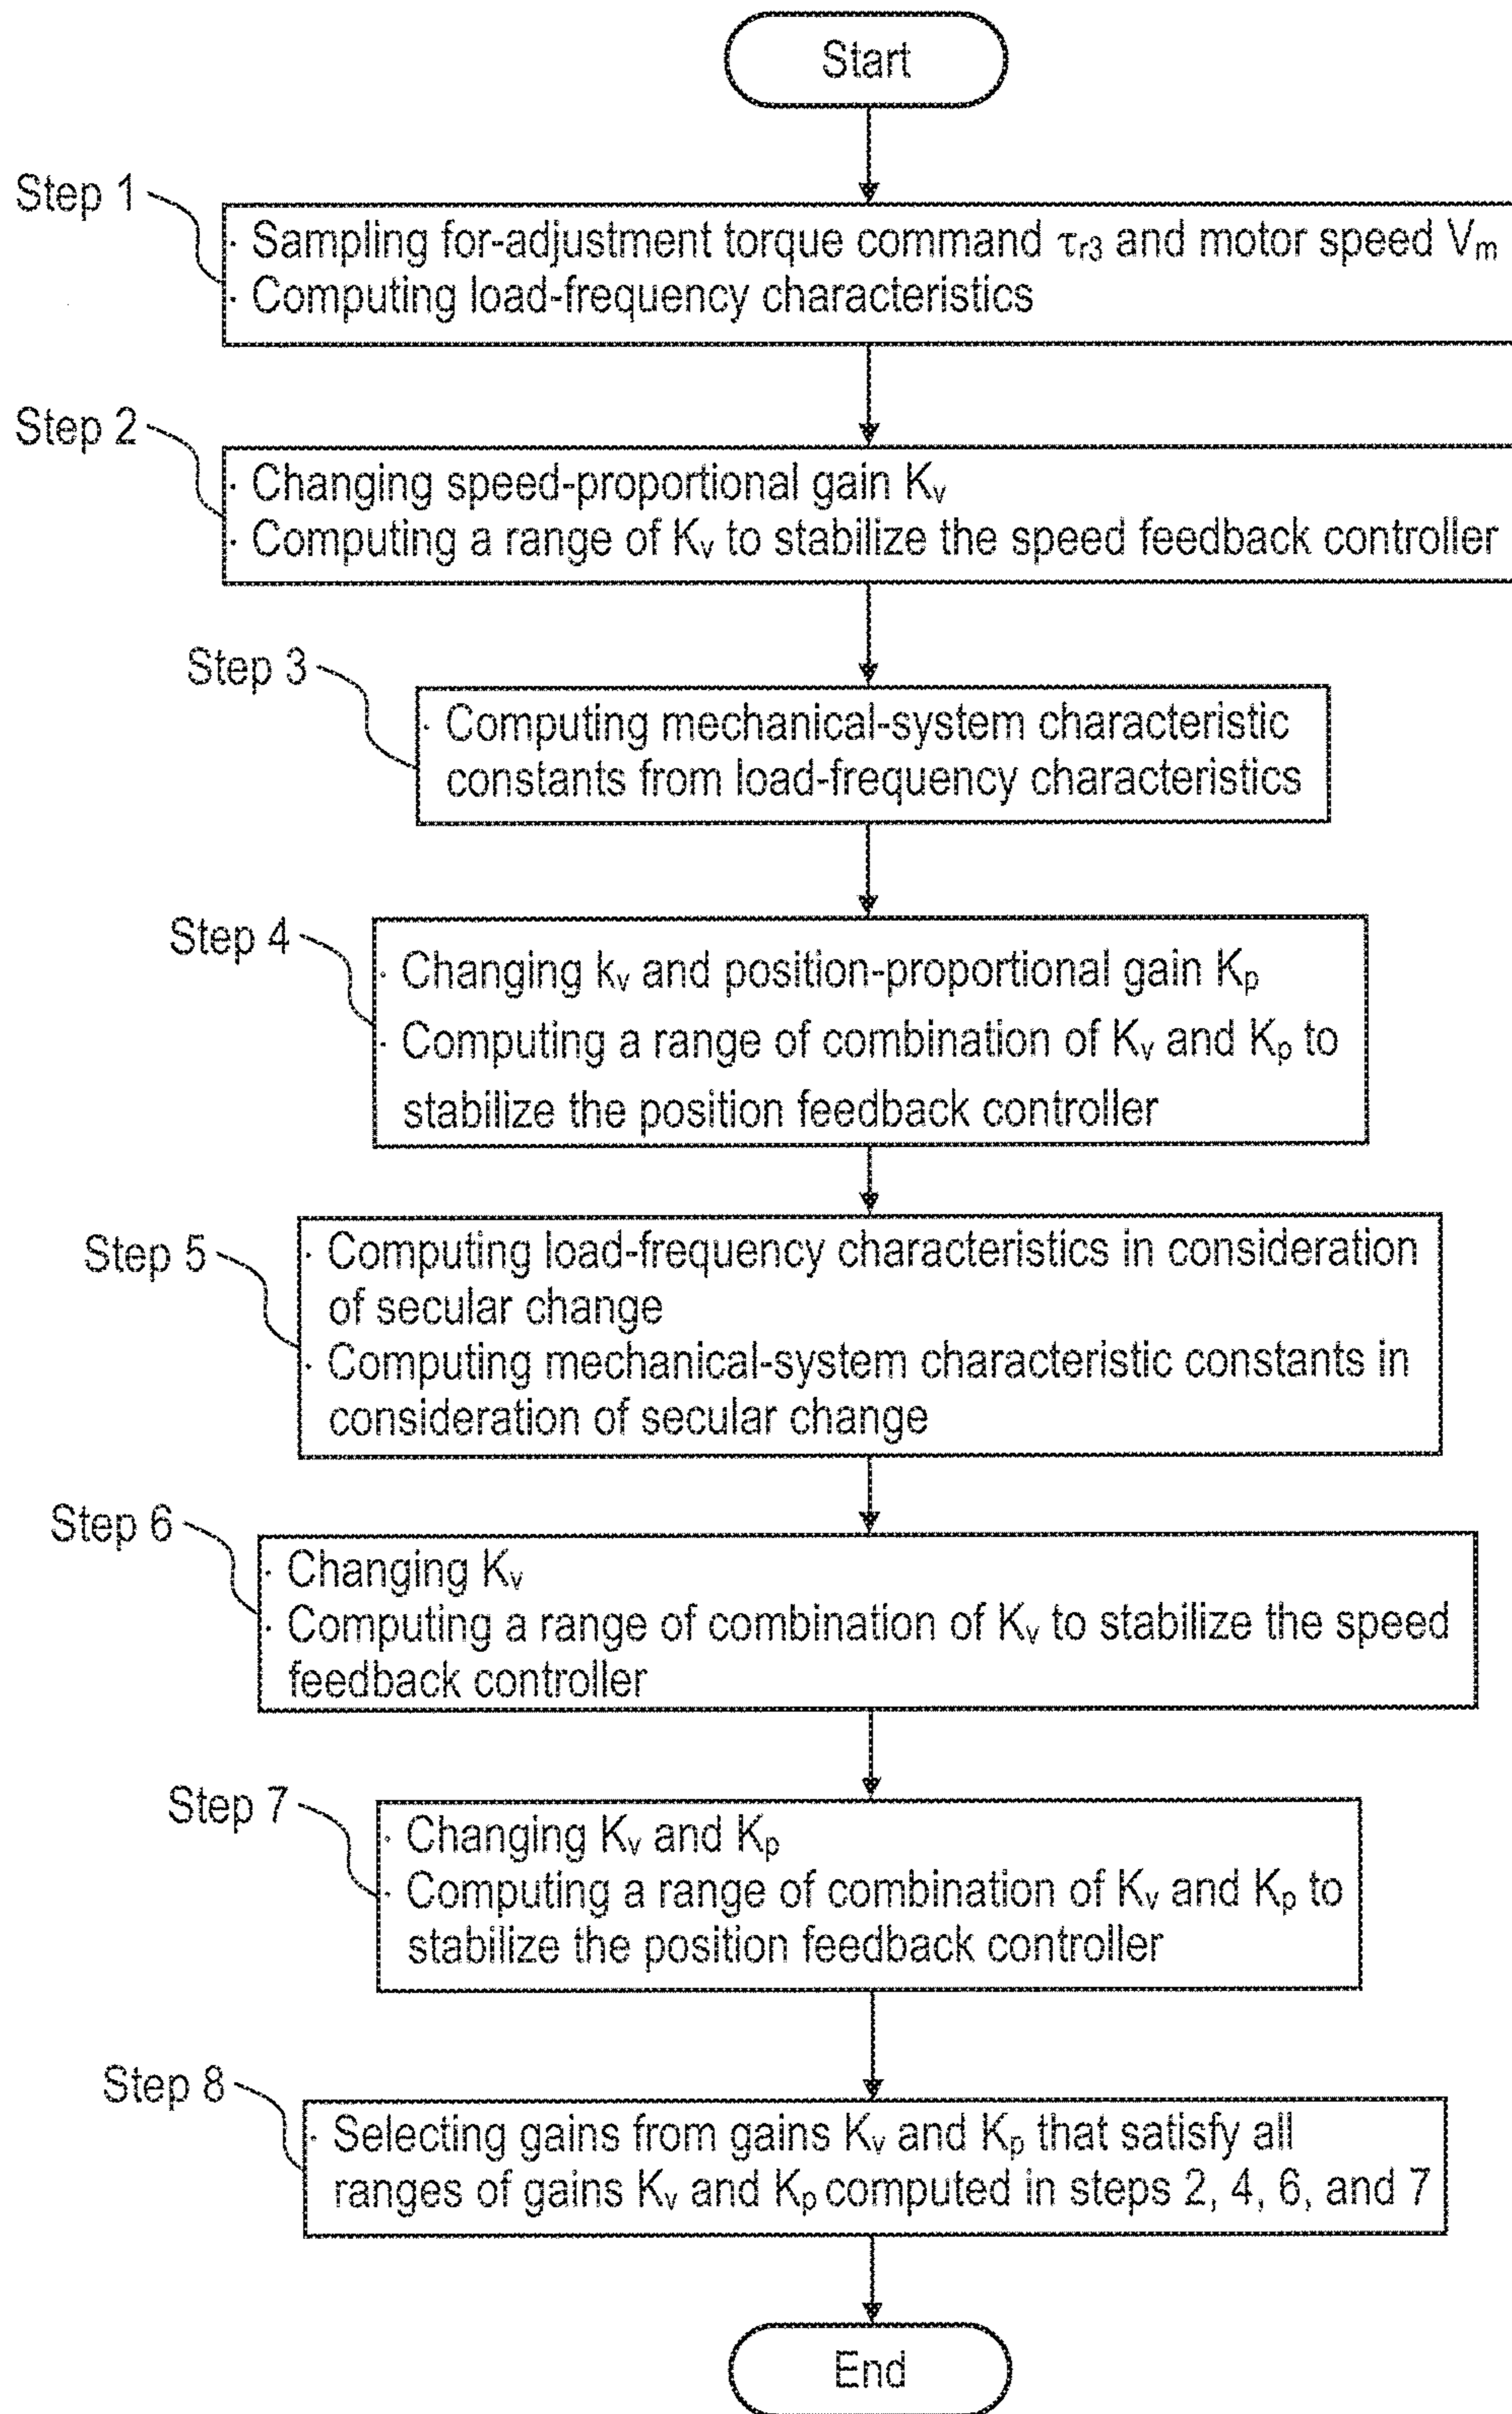 Start
Step 1
· Sampling for-adjustment torque command τr3 and motor speed Vm
· Computing load-frequency characteristics
Step 2
· Changing speed-proportional gain Kv
· Computing a range of Kv to stabilize the speed feedback controller
Step 3
· Computing mechanical-system characteristic
constants from load-frequency characteristics
Step 4
· Changing kv and position-proportional gain Kp
· Computing a range of combination of Kv and Kp to
stabilize the position feedback controller
Step 5
· Computing load-frequency characteristics in consideration
of secular change
· Computing mechanical-system characteristic constants in
consideration of secular change
Step 6
· Changing Kv
· Computing a range of combination of Kv to stabilize the speed
feedback controller
Step 7
· Changing Kv and Kp
· Computing a range of combination of Kv and Kp to
stabilize the position feedback controller
Step 8
· Selecting gains from gains Kv and Kp that satisfy all
ranges of gains Kv and Kp computed in steps 2, 4, 6, and 7
End